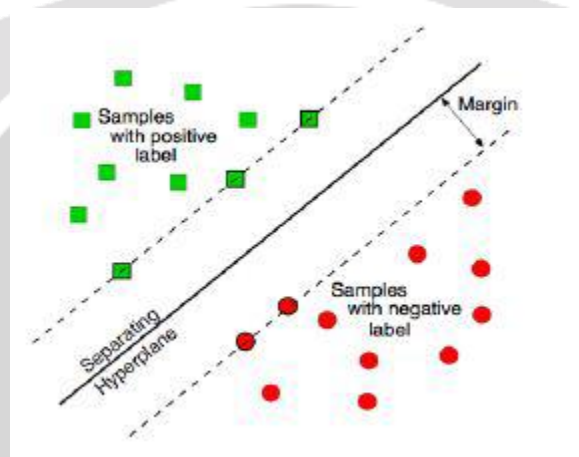 Samples
with positive
label
Margin
Samples
with negative
label
Separating
Hyperplane